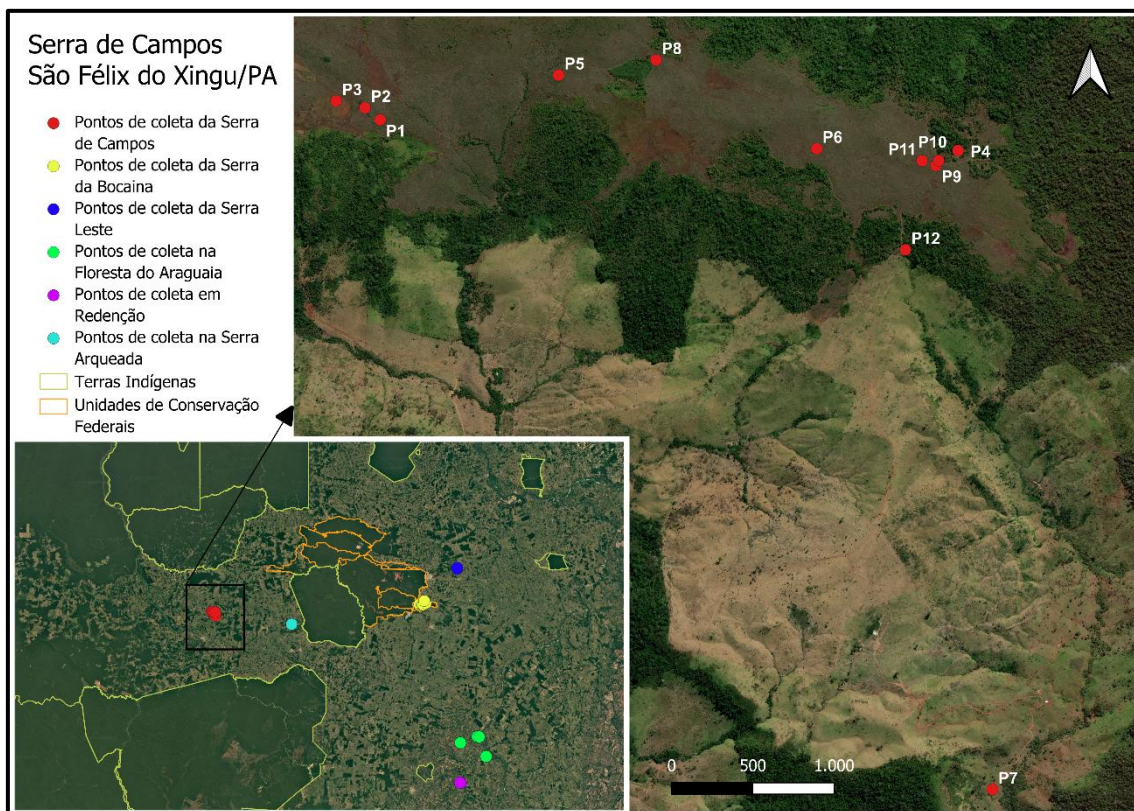 Serra de Campos
São Félix do Xingu/PA
Pontos de coleta da Serra
de Campos
Pontos de coleta da Serra
da Bocaina
Pontos de coleta da Serra
Leste
Pontos de coleta na
Floresta do Araguaia
Pontos de coleta em
Redenção
Pontos de coleta na Serra
Arqueada
Terras Indígenas
Unidades de Conservação
Federais
P8
P5
P3
P2
P1
P6
P11
P10
P4
P9
P12
P7
0 500 1.000